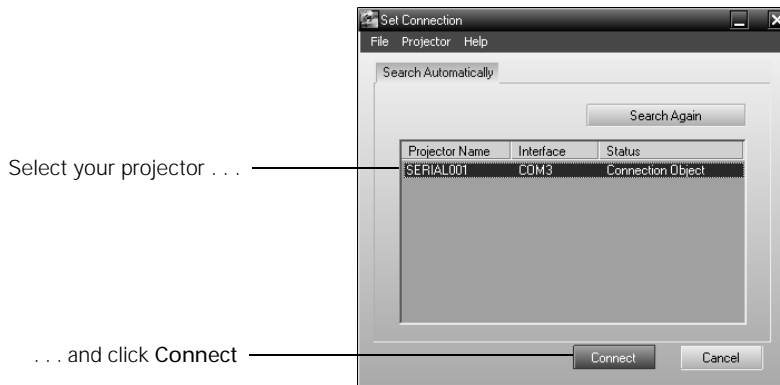 Set Connection
File Projector Help
Search Automatically
Search Again
Projector Name Interface Status
Select your projector . . .
SERIAL001 COM3 Connection Object
. . . and click Connect
Connect Cancel